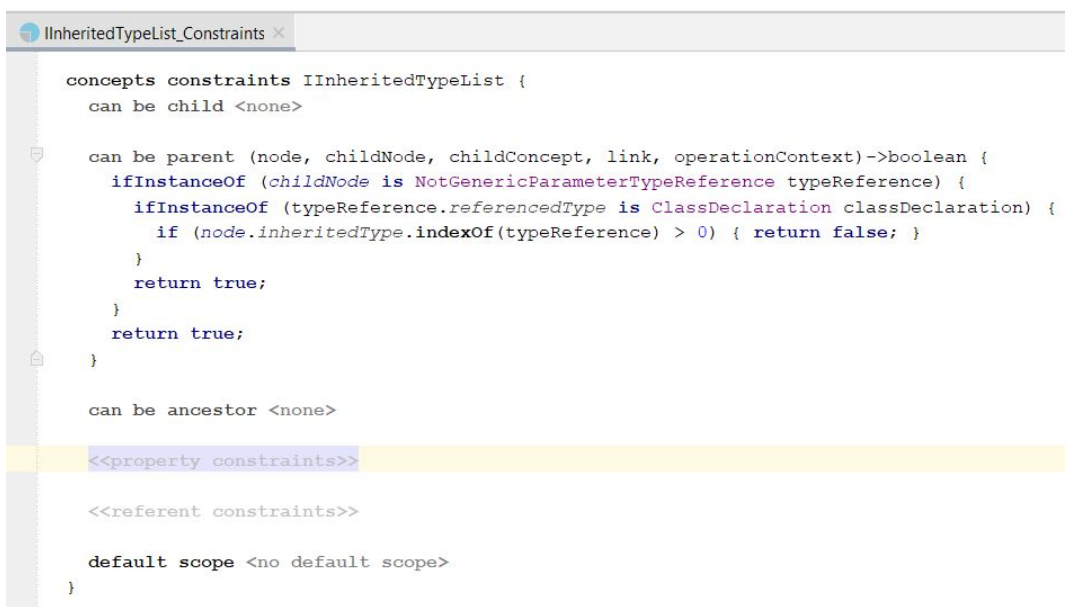 IInheritedTypeList_Constraints ×
concepts constraints IInheritedTypeList {
can be child <none>
can be parent (node, childNode, childConcept, link, operationContext)->boolean {
ifInstanceOf (childNode is NotGenericParameterTypeReference typeReference) {
ifInstanceOf (typeReference.referencedType is ClassDeclaration classDeclaration) {
if (node.inheritedType.indexOf(typeReference) > 0) { return false; }
}
return true;
}
return true;
}
can be ancestor <none>
<<property constraints>>
<<referent constraints>>
default scope <no default scope>
}